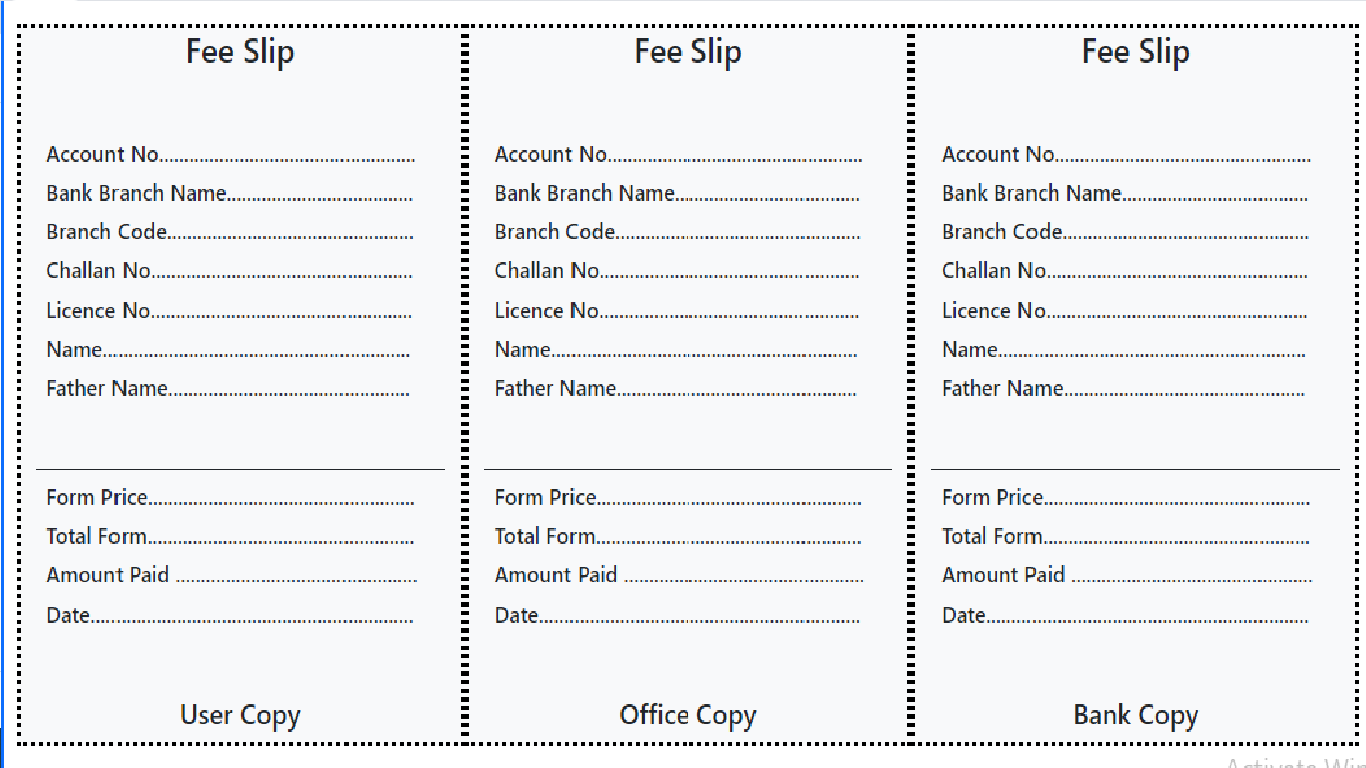 Fee Slip
Account No.................................................
Bank Branch Name....................................
Branch Code...............................................
Challan No..................................................
Licence No..................................................
Name...........................................................
Father Name..............................................
Form Price...................................................
Total Form...................................................
Amount Paid ..............................................
Date..............................................................
User Copy
Fee Slip
Account No.................................................
Bank Branch Name....................................
Branch Code...............................................
Challan No..................................................
Licence No..................................................
Name...........................................................
Father Name..............................................
Form Price...................................................
Total Form...................................................
Amount Paid ..............................................
Date..............................................................
Office Copy
Fee Slip
Account No.................................................
Bank Branch Name....................................
Branch Code...............................................
Challan No..................................................
Licence No..................................................
Name...........................................................
Father Name..............................................
Form Price...................................................
Total Form...................................................
Amount Paid ..............................................
Date..............................................................
Bank Copy